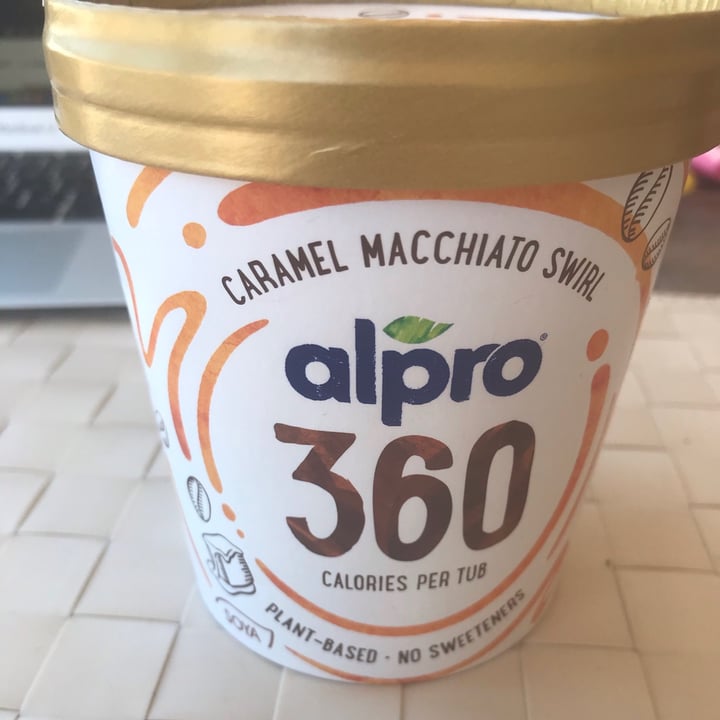 CARAMEL MACCHIATO SWIRL
alpro®
360
CALORIES PER TUB
PLANT-BASED · NO SWEETENERS
SOYA